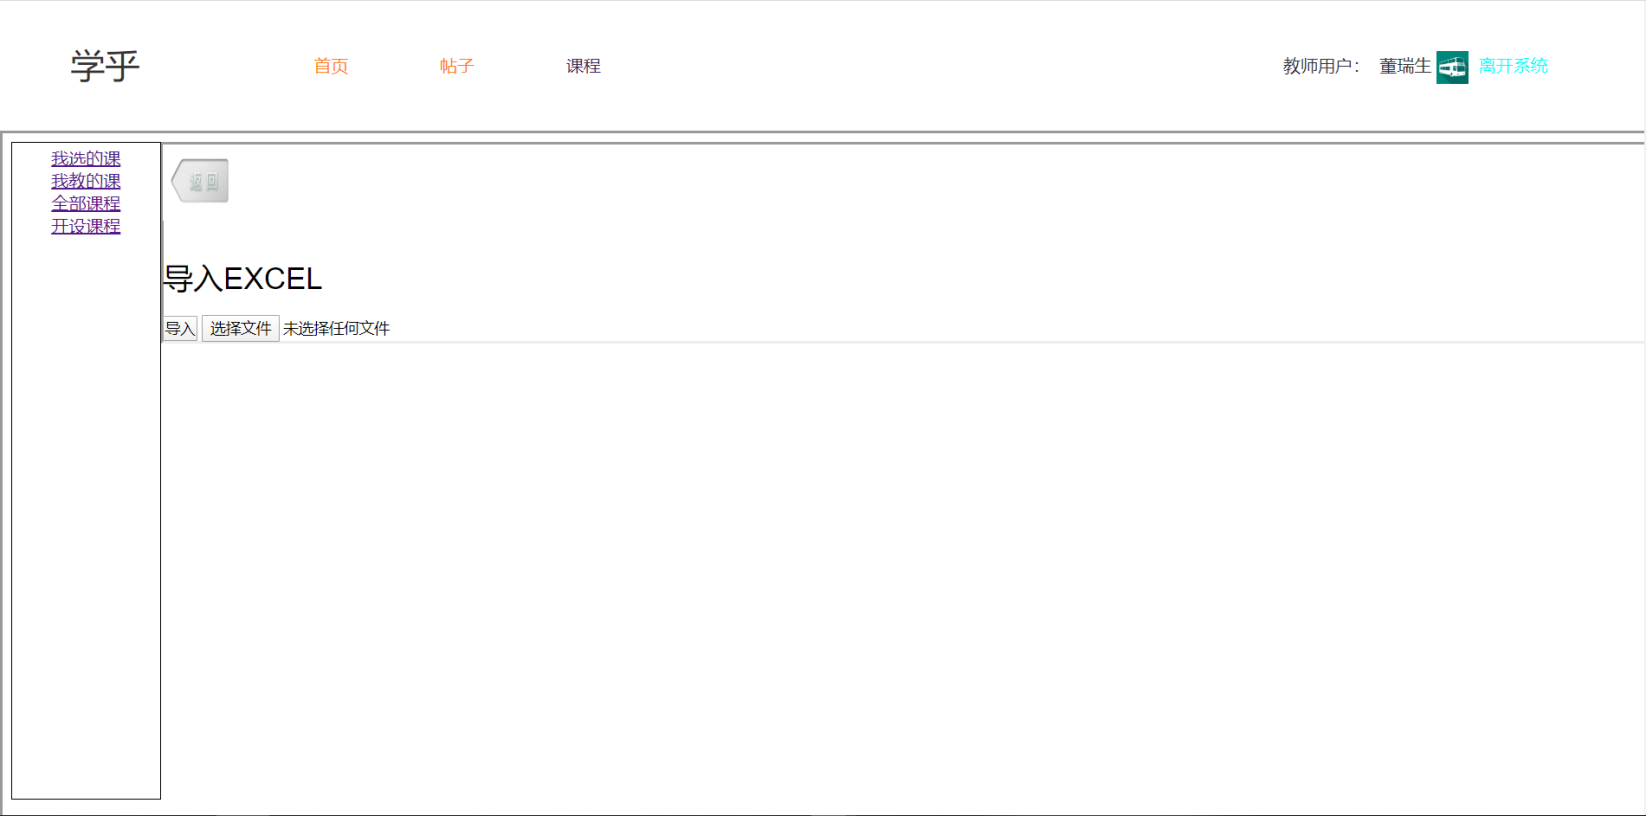 学乎 首页 帖子 课程 教师用户： 董瑞生 离开系统
我选的课
我教的课
全部课程
开设课程
返回
导入EXCEL
导入 选择文件 未选择任何文件